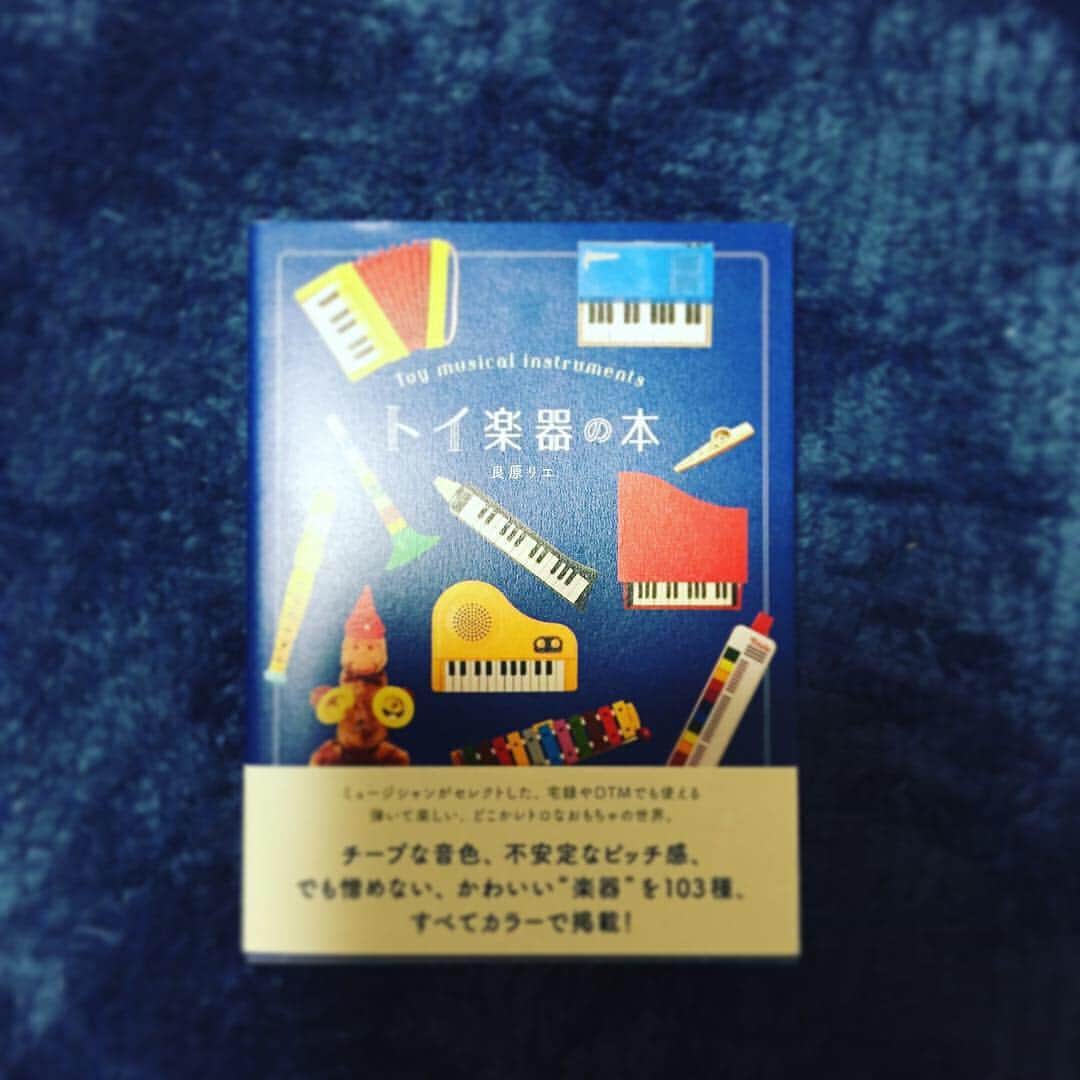 Toy musical instruments
トイ楽器の本
良原リエ
ミュージシャンがセレクトした、宅録やDTMでも使える
弾いて楽しい、どこかレトロなおもちゃの世界。
チープな音色、不安定なピッチ感、
でも憎めない、かわいい“楽器”を103種、
すべてカラーで掲載!